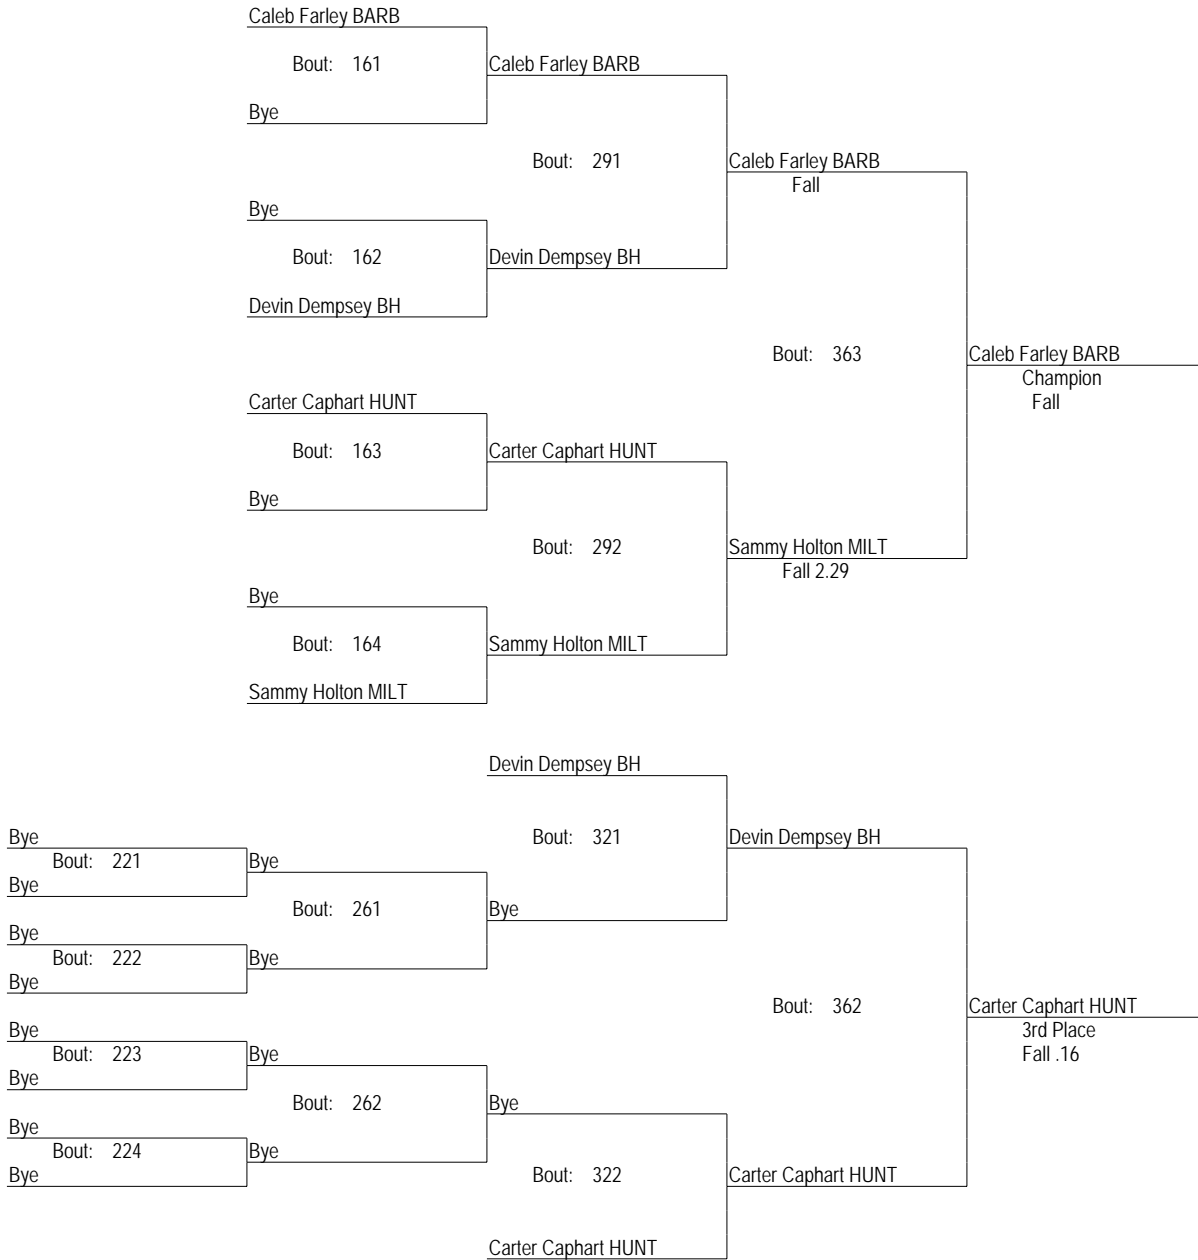 Caleb Farley BARB
Bout: 161
Caleb Farley BARB
Bye
Bout: 291
Caleb Farley BARB
Fall
Bye
Bout: 162
Devin Dempsey BH
Devin Dempsey BH
Bout: 363
Caleb Farley BARB
Champion
Fall
Carter Caphart HUNT
Bout: 163
Carter Caphart HUNT
Bye
Bout: 292
Sammy Holton MILT
Fall 2.29
Bye
Bout: 164
Sammy Holton MILT
Sammy Holton MILT
Devin Dempsey BH
Bout: 321
Devin Dempsey BH
Bye
Bout: 221
Bye
Bye
Bout: 261
Bye
Bye
Bout: 222
Bye
Bye
Bout: 362
Carter Caphart HUNT
3rd Place
Fall .16
Bye
Bout: 223
Bye
Bye
Bout: 262
Bye
Bye
Bout: 224
Bye
Bye
Bout: 322
Carter Caphart HUNT
Carter Caphart HUNT